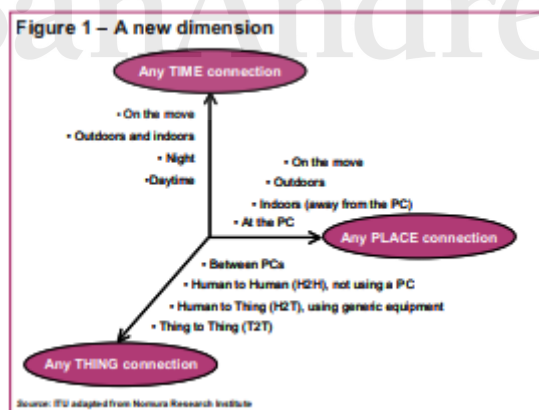 Figure 1 – A new dimension
Any TIME connection
• On the move
• Outdoors and indoors
• Night
•Daytime
• On the move
• Outdoors
• Indoors (away from the PC)
• At the PC
Any PLACE connection
• Between PCs
• Human to Human (H2H), not using a PC
• Human to Thing (H2T), using generic equipment
• Thing to Thing (T2T)
Any THING connection
Source: ITU adapted from Nomura Research Institute